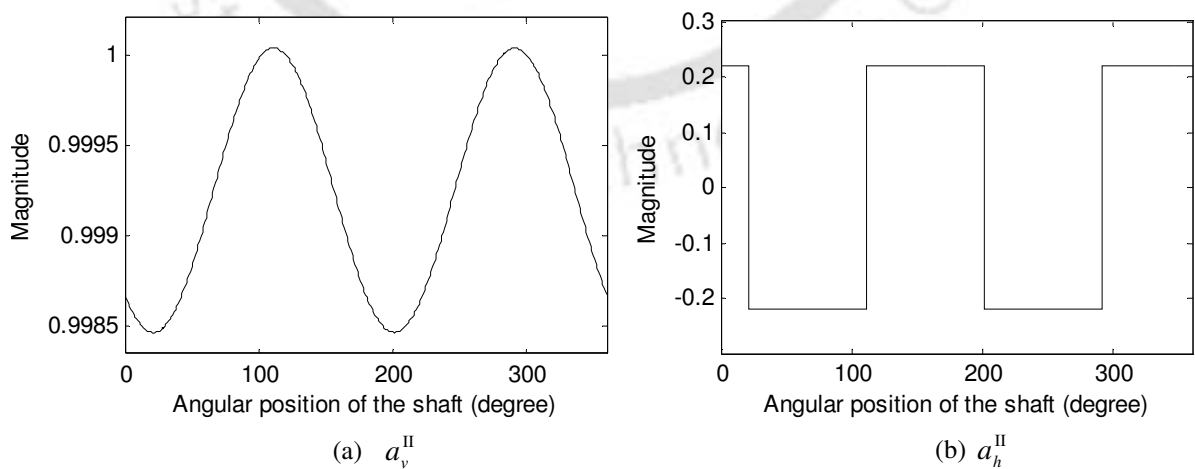 1
0.9995
0.999
0.9985
Magnitude
0 100 200 300
Angular position of the shaft (degree)
(a) a_v^II
0.3
0.2
0.1
0
-0.1
-0.2
Magnitude
0 100 200 300
Angular position of the shaft (degree)
(b) a_h^II